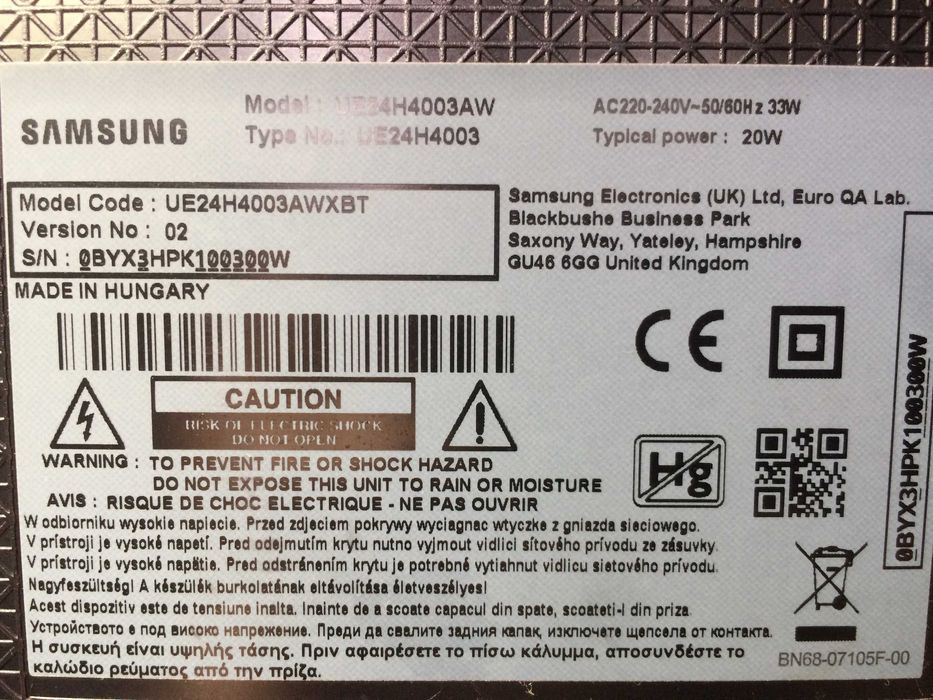 SAMSUNG
Model : UE24H4003AW
Type No.: UE24H4003
AC220-240V~50/60Hz 33W
Typical power : 20W
Model Code : UE24H4003AWXBT
Version No : 02
S/N : 0BYX3HPK100300W
Samsung Electronics (UK) Ltd, Euro QA Lab.
Blackbushe Business Park
Saxony Way, Yateley, Hampshire
GU46 6GG United Kingdom
MADE IN HUNGARY
CE
0BYX3HPK100300W
CAUTION
RISK OF ELECTRIC SHOCK
DO NOT OPEN
Hg
WARNING : TO PREVENT FIRE OR SHOCK HAZARD
DO NOT EXPOSE THIS UNIT TO RAIN OR MOISTURE
AVIS : RISQUE DE CHOC ELECTRIQUE - NE PAS OUVRIR
W odbiorniku wysokie napiecie. Przed zdjeciem pokrywy wyciagnac wtyczke z gniazda sieciowego.
V prístroji je vysoké napetí. Pred odejmutím krytu nutno vyjmout vidlici sítového prívodu ze zásuvky.
V prístroji je vysoké napätie. Pred odstránením krytu je potrebné vytiahnut vidlicu sietového prívodu.
Nagyfeszültség! A készülék burkolatának eltávolítása életveszélyes!
Acest dispozitiv este de tensiune inalta. Inainte de a scoate capacul din spate, scoateti-l din priza
Устройството е под високо напрежение. Преди да свалите задния капак, изключете щепсела от контакта.
Η συσκευή είναι υψηλής τάσης. Πριν αφαιρέσετε το πίσω κάλυμμα, αποσυνδέστε το
καλώδιο ρεύματος από την πρίζα.
BN68-07105F-00